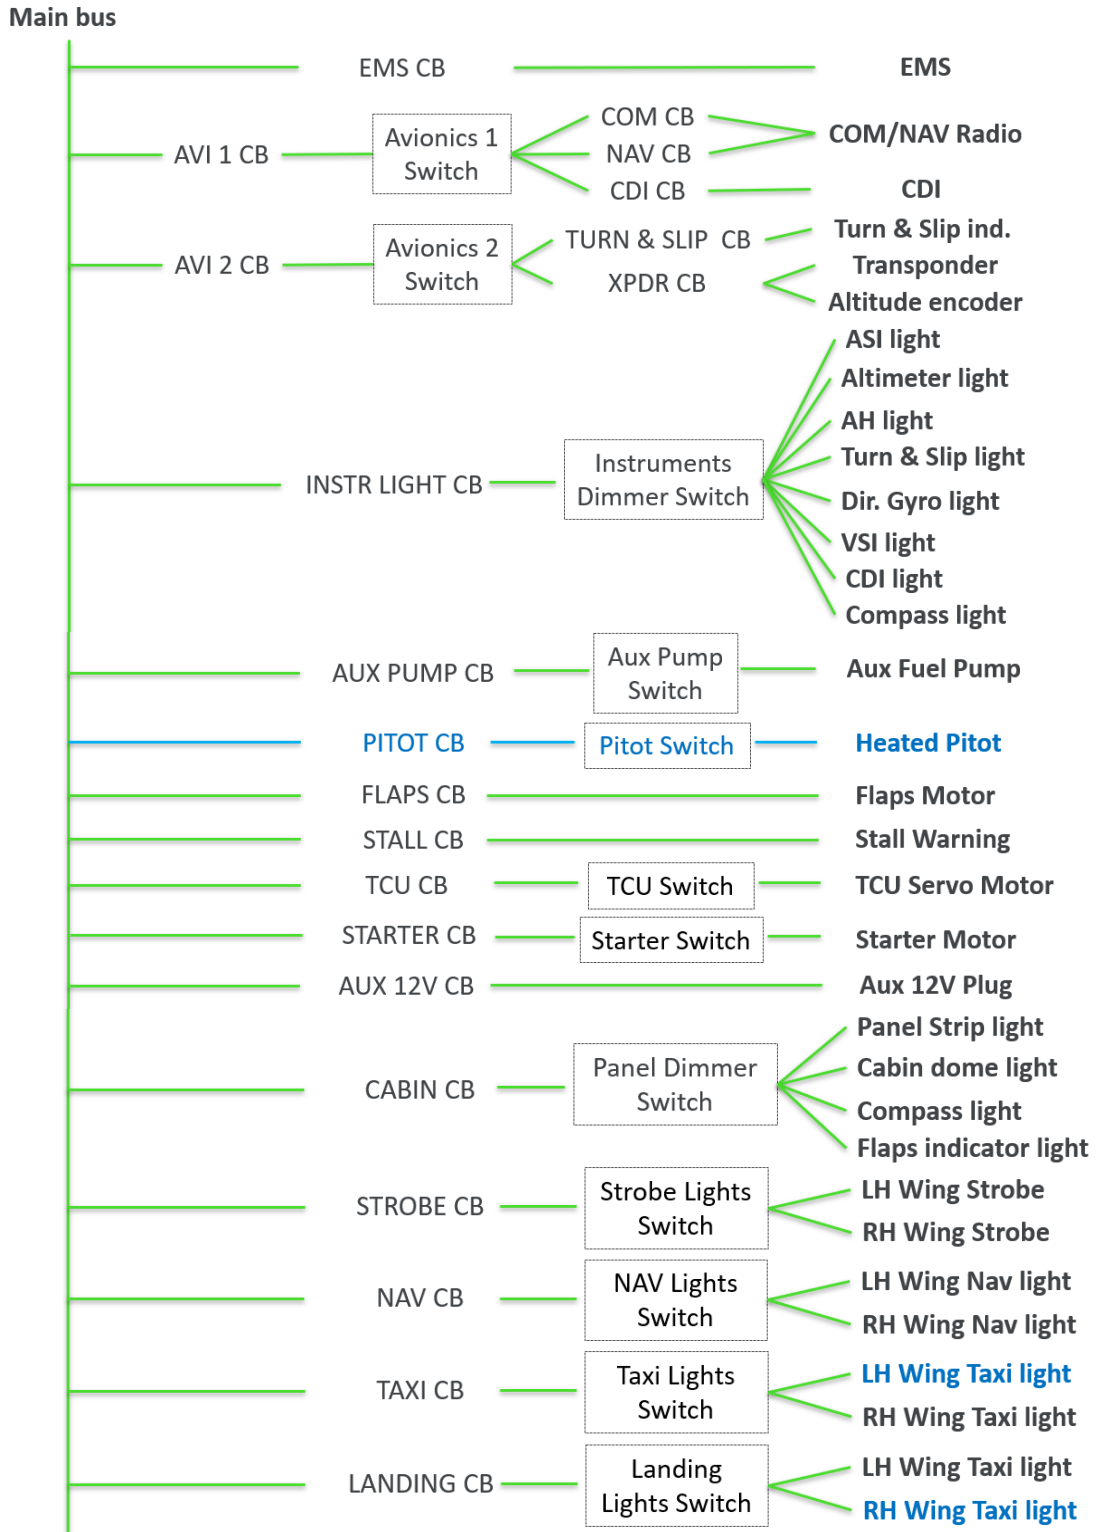 Main bus
EMS CB
EMS
AVI 1 CB
Avionics 1
Switch
COM CB
NAV CB
CDI CB
COM/NAV Radio
CDI
AVI 2 CB
Avionics 2
Switch
TURN & SLIP CB
XPDR CB
Turn & Slip ind.
Transponder
Altitude encoder
INSTR LIGHT CB
Instruments
Dimmer Switch
ASI light
Altimeter light
AH light
Turn & Slip light
Dir. Gyro light
VSI light
CDI light
Compass light
AUX PUMP CB
Aux Pump
Switch
Aux Fuel Pump
PITOT CB
Pitot Switch
Heated Pitot
FLAPS CB
Flaps Motor
STALL CB
Stall Warning
TCU CB
TCU Switch
TCU Servo Motor
STARTER CB
Starter Switch
Starter Motor
AUX 12V CB
Aux 12V Plug
CABIN CB
Panel Dimmer
Switch
Panel Strip light
Cabin dome light
Compass light
Flaps indicator light
STROBE CB
Strobe Lights
Switch
LH Wing Strobe
RH Wing Strobe
NAV CB
NAV Lights
Switch
LH Wing Nav light
RH Wing Nav light
TAXI CB
Taxi Lights
Switch
LH Wing Taxi light
RH Wing Taxi light
LANDING CB
Landing
Lights Switch
LH Wing Taxi light
RH Wing Taxi light